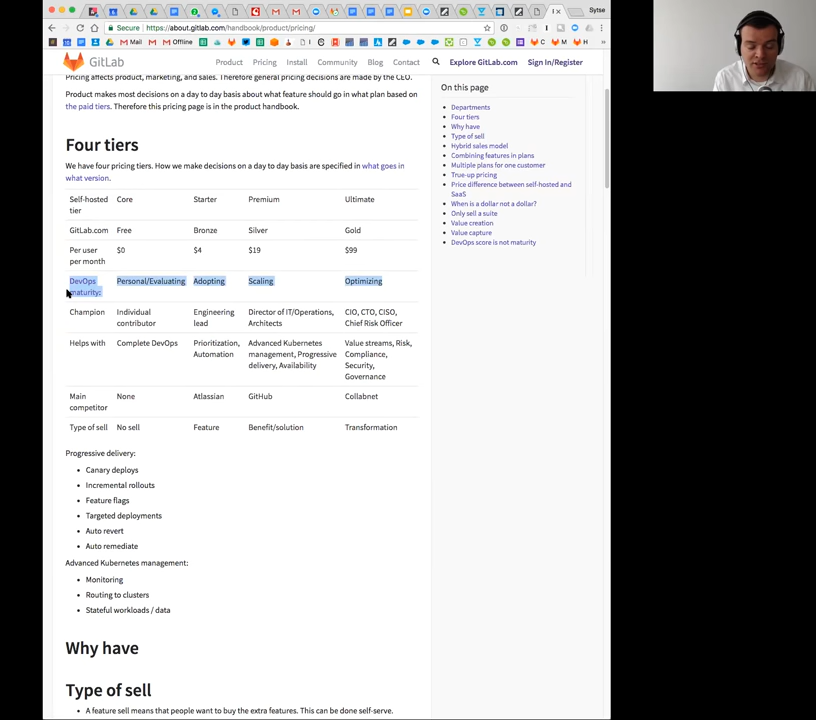 Sytse
Secure https://about.gitlab.com/handbook/product/pricing/
Mail Offline
GitLab Product Pricing Install Community Blog Contact Explore GitLab.com Sign In/Register
Pricing affects product, marketing, and sales. Therefore general pricing decisions are made by the CEO.
Product makes most decisions on a day to day basis about what feature should go in what plan based on
the paid tiers. Therefore this pricing page is in the product handbook.
Four tiers
We have four pricing tiers. How we make decisions on a day to day basis are specified in what goes in
what version.
Self-hosted Core Starter Premium Ultimate
tier
GitLab.com Free Bronze Silver Gold
Per user $0 $4 $19 $99
per month
DevOps Personal/Evaluating Adopting Scaling Optimizing
maturity:
Champion Individual Engineering Director of IT/Operations, CIO, CTO, CISO,
contributor lead Architects Chief Risk Officer
Helps with Complete DevOps Prioritization, Advanced Kubernetes Value streams, Risk,
Automation management, Progressive Compliance,
delivery, Availability Security,
Governance
Main None Atlassian GitHub Collabnet
competitor
Type of sell No sell Feature Benefit/solution Transformation
Progressive delivery:
Canary deploys
Incremental rollouts
Feature flags
Targeted deployments
Auto revert
Auto remediate
Advanced Kubernetes management:
Monitoring
Routing to clusters
Stateful workloads / data
Why have
Type of sell
A feature sell means that people want to buy the extra features. This can be done self-serve.
On this page
Departments
Four tiers
Why have
Type of sell
Hybrid sales model
Combining features in plans
Multiple plans for one customer
True-up pricing
Price difference between self-hosted and
SaaS
When is a dollar not a dollar?
Only sell a suite
Value creation
Value capture
DevOps score is not maturity